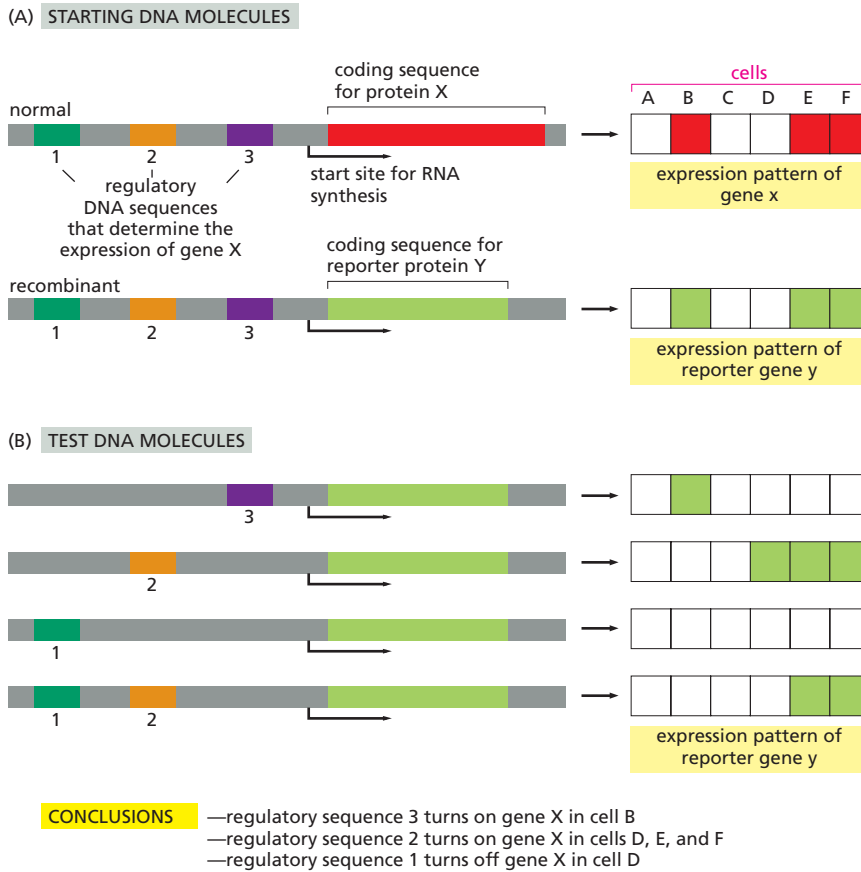 (A) STARTING DNA MOLECULES
cells
A B C D E F
coding sequence
for protein X
normal
1 2 3
start site for RNA
synthesis
regulatory
DNA sequences
that determine the
expression of gene X
expression pattern of
gene x
coding sequence for
reporter protein Y
recombinant
1 2 3
expression pattern of
reporter gene y
(B) TEST DNA MOLECULES
3
2
1
1 2
expression pattern of
reporter gene y
CONCLUSIONS —regulatory sequence 3 turns on gene X in cell B
—regulatory sequence 2 turns on gene X in cells D, E, and F
—regulatory sequence 1 turns off gene X in cell D